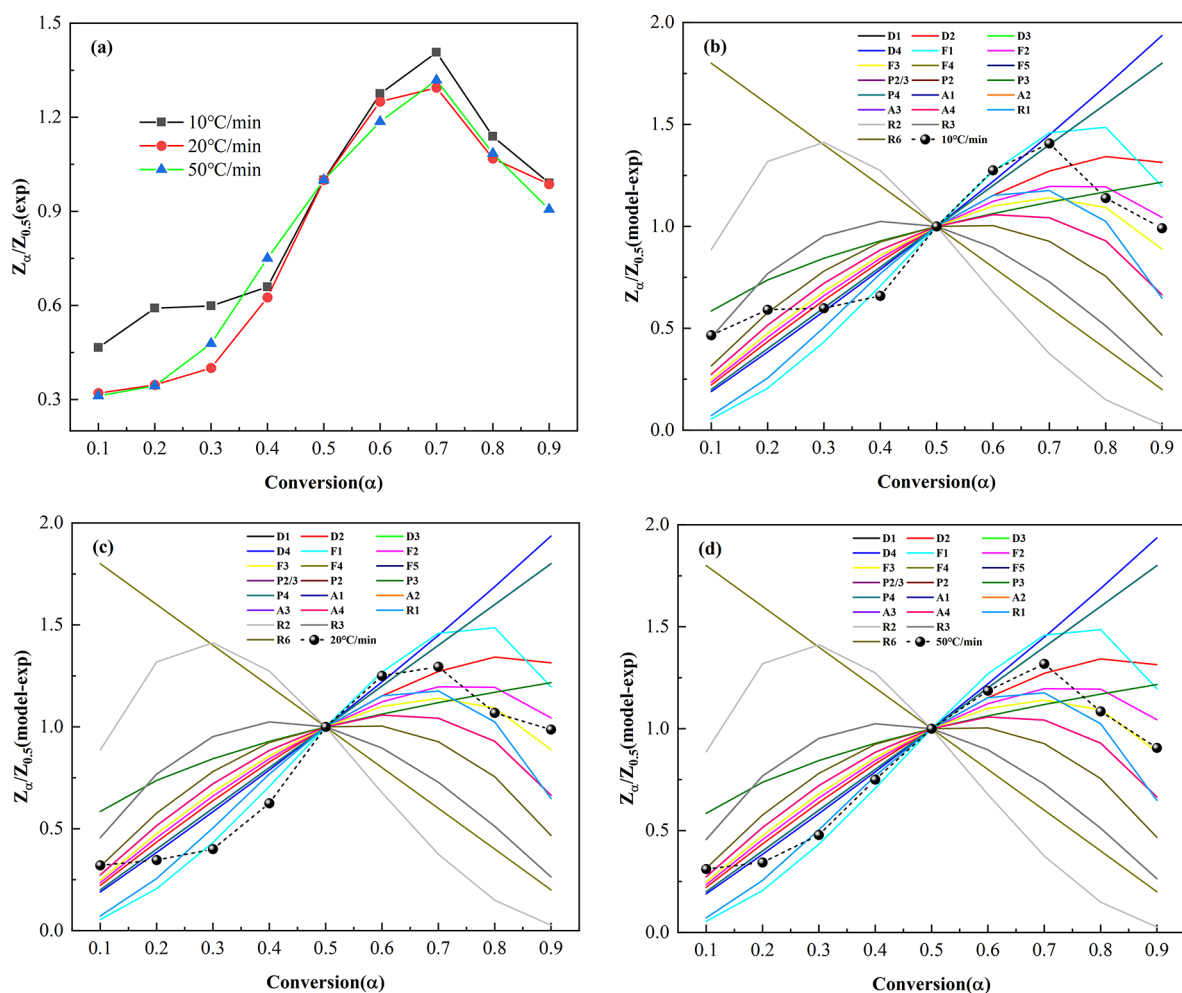 (a)
10℃/min
20℃/min
50℃/min
1.5
1.2
0.9
0.6
0.3
Zα/Z0.5(exp)
0.1 0.2 0.3 0.4 0.5 0.6 0.7 0.8 0.9
Conversion(α)
(b)
D1 D2 D3
D4 F1 F2
F3 F4 F5
P2/3 P2 P3
P4 A1 A2
A3 A4 R1
R2 R3
R6 10℃/min
2.0
1.5
1.0
0.5
0.0
Zα/Z0.5(model-exp)
0.1 0.2 0.3 0.4 0.5 0.6 0.7 0.8 0.9
Conversion(α)
(c)
D1 D2 D3
D4 F1 F2
F3 F4 F5
P2/3 P2 P3
P4 A1 A2
A3 A4 R1
R2 R3
R6 20℃/min
2.0
1.5
1.0
0.5
0.0
Zα/Z0.5(model-exp)
0.1 0.2 0.3 0.4 0.5 0.6 0.7 0.8 0.9
Conversion(α)
(d)
D1 D2 D3
D4 F1 F2
F3 F4 F5
P2/3 P2 P3
P4 A1 A2
A3 A4 R1
R2 R3
R6 50℃/min
2.0
1.5
1.0
0.5
0.0
Zα/Z0.5(model-exp)
0.1 0.2 0.3 0.4 0.5 0.6 0.7 0.8 0.9
Conversion(α)